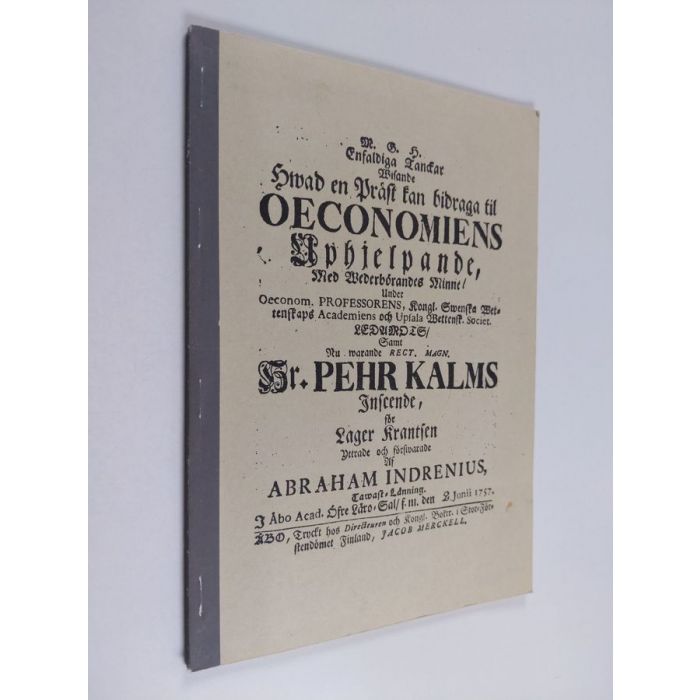 M. G. H.
Enfaldiga Tanckar
Wisande
Hwad en Präst kan bidraga til
OECONOMIENS
Uphjelpande,
Med Wederbörandes Minne/
Under
Oeconom. PROFESSORENS, Kongl. Swenska Wet-
tenskaps Academiens och Upsala Wettensk. Societ.
LEDAMOTS/
Samt
Nu warande RECT. MAGN.
Hr. PEHR KALMS
Inseende,
för
Lager Krantsen
Yttrade och förswarade
Af
ABRAHAM INDRENIUS,
Tawast-Länning.
I Åbo Acad. Öfre Läro-Sal/ f. m. den 8 Junii 1757.
ÅBO, Tryckt hos Directeuren och Kongl. Boktr. i Stor-För-
stendömet Finland, JACOB MERCKELL.